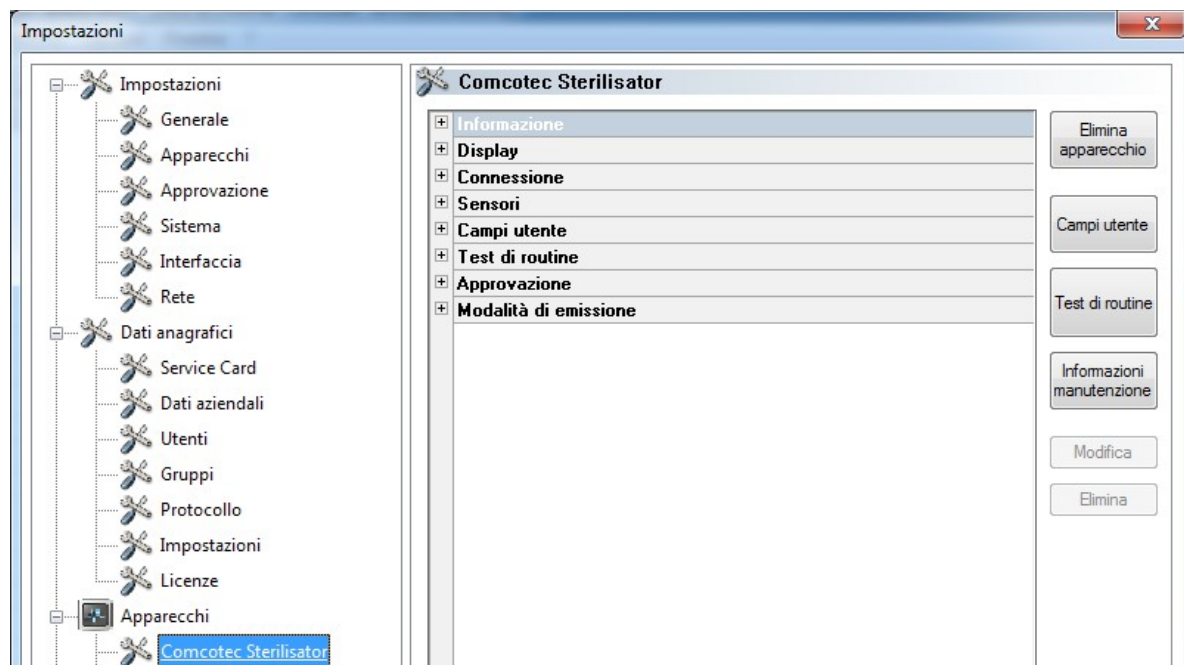 Impostazioni
Impostazioni
Generale
Apparecchi
Approvazione
Sistema
Interfaccia
Rete
Dati anagrafici
Service Card
Dati aziendali
Utenti
Gruppi
Protocollo
Impostazioni
Licenze
Apparecchi
Comcotec Sterilisator
Comcotec Sterilisator
Informazione
Display
Connessione
Sensori
Campi utente
Test di routine
Approvazione
Modalità di emissione
Elimina
apparecchio
Campi utente
Test di routine
Informazioni
manutenzione
Modifica
Elimina